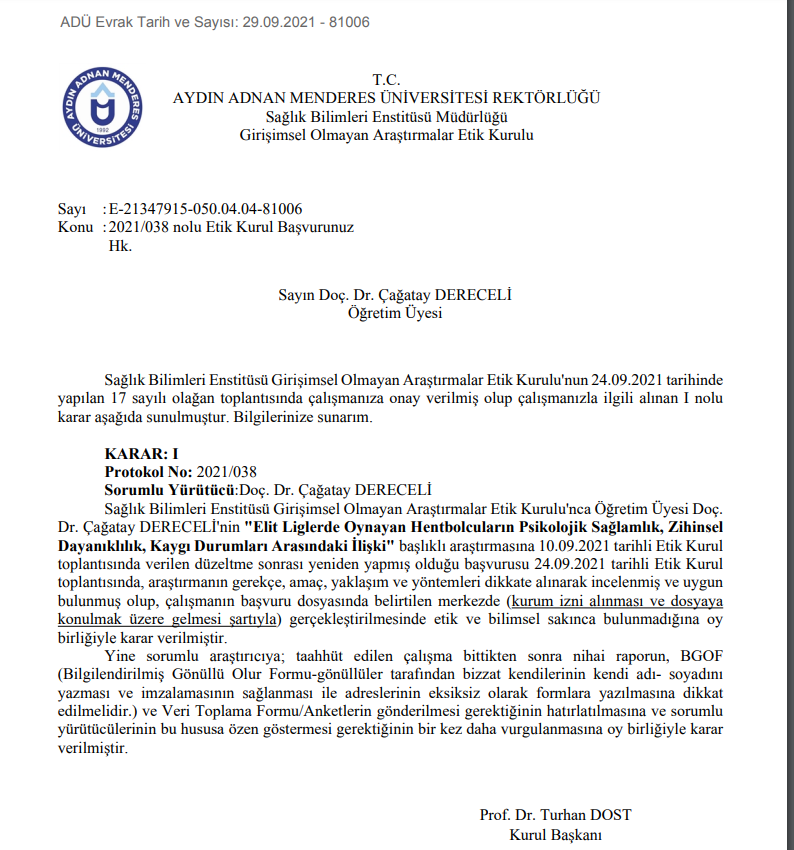 ADÜ Evrak Tarih ve Sayısı: 29.09.2021 - 81006
AYDIN ADNAN MENDERES ÜNİVERSİTESİ
1992
T.C.
AYDIN ADNAN MENDERES ÜNİVERSİTESİ REKTÖRLÜĞÜ
Sağlık Bilimleri Enstitüsü Müdürlüğü
Girişimsel Olmayan Araştırmalar Etik Kurulu
Sayı :E-21347915-050.04.04-81006
Konu :2021/038 nolu Etik Kurul Başvurunuz
Hk.
Sayın Doç. Dr. Çağatay DERECELİ
Öğretim Üyesi
Sağlık Bilimleri Enstitüsü Girişimsel Olmayan Araştırmalar Etik Kurulu'nun 24.09.2021 tarihinde
yapılan 17 sayılı olağan toplantısında çalışmanıza onay verilmiş olup çalışmanızla ilgili alınan I nolu
karar aşağıda sunulmuştur. Bilgilerinize sunarım.
KARAR: I
Protokol No: 2021/038
Sorumlu Yürütücü:Doç. Dr. Çağatay DERECELİ
Sağlık Bilimleri Enstitüsü Girişimsel Olmayan Araştırmalar Etik Kurulu'nca Öğretim Üyesi Doç.
Dr. Çağatay DERECELİ'nin "Elit Liglerde Oynayan Hentbolcuların Psikolojik Sağlamlık, Zihinsel
Dayanıklılık, Kaygı Durumları Arasındaki İlişki" başlıklı araştırmasına 10.09.2021 tarihli Etik Kurul
toplantısında verilen düzeltme sonrası yeniden yapmış olduğu başvurusu 24.09.2021 tarihli Etik Kurul
toplantısında, araştırmanın gerekçe, amaç, yaklaşım ve yöntemleri dikkate alınarak incelenmiş ve uygun
bulunmuş olup, çalışmanın başvuru dosyasında belirtilen merkezde (kurum izni alınması ve dosyaya
konulmak üzere gelmesi şartıyla) gerçekleştirilmesinde etik ve bilimsel sakınca bulunmadığına oy
birliğiyle karar verilmiştir.
Yine sorumlu araştırıcıya; taahhüt edilen çalışma bittikten sonra nihai raporun, BGOF
(Bilgilendirilmiş Gönüllü Olur Formu-gönüllüler tarafından bizzat kendilerinin kendi adı- soyadını
yazması ve imzalamasının sağlanması ile adreslerinin eksiksiz olarak formlara yazılmasına dikkat
edilmelidir.) ve Veri Toplama Formu/Anketlerin gönderilmesi gerektiğinin hatırlatılmasına ve sorumlu
yürütücülerinin bu hususa özen göstermesi gerektiğinin bir kez daha vurgulanmasına oy birliğiyle karar
verilmiştir.
Prof. Dr. Turhan DOST
Kurul Başkanı